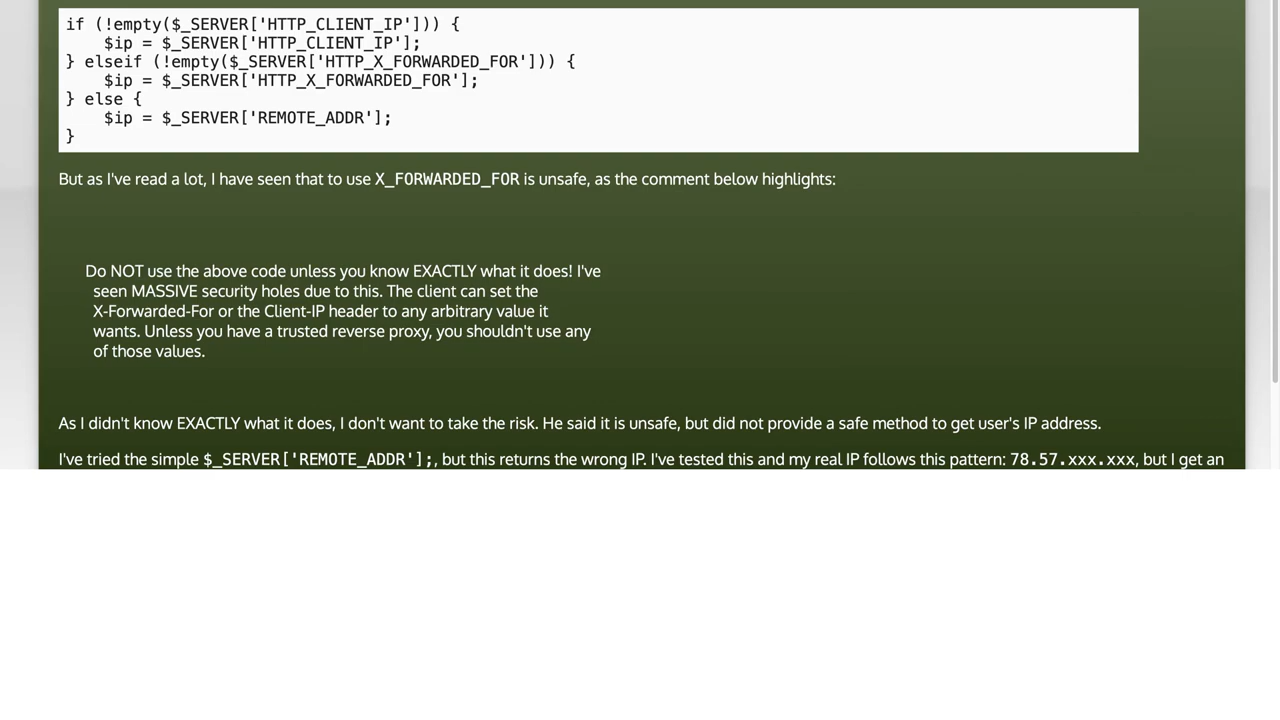 if (!empty($_SERVER['HTTP_CLIENT_IP'])) {
    $ip = $_SERVER['HTTP_CLIENT_IP'];
} elseif (!empty($_SERVER['HTTP_X_FORWARDED_FOR'])) {
    $ip = $_SERVER['HTTP_X_FORWARDED_FOR'];
} else {
    $ip = $_SERVER['REMOTE_ADDR'];
}
But as I've read a lot, I have seen that to use X_FORWARDED_FOR is unsafe, as the comment below highlights:
Do NOT use the above code unless you know EXACTLY what it does! I've
seen MASSIVE security holes due to this. The client can set the
X-Forwarded-For or the Client-IP header to any arbitrary value it
wants. Unless you have a trusted reverse proxy, you shouldn't use any
of those values.
As I didn't know EXACTLY what it does, I don't want to take the risk. He said it is unsafe, but did not provide a safe method to get user's IP address.
I've tried the simple $_SERVER['REMOTE_ADDR'];, but this returns the wrong IP. I've tested this and my real IP follows this pattern: 78.57.xxx.xxx, but I get an